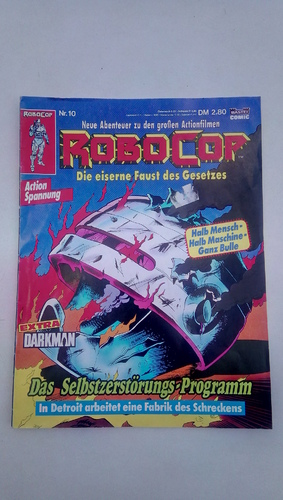 ROBOCOP
Nr. 10
DM 2.80
BASTEI
COMIC
Neue Abenteuer zu den großen Actionfilmen
ROBOCOP
Die eiserne Faust des Gesetzes
Action
Spannung
Halb Mensch-
Halb Maschine-
Ganz Bulle
EXTRA
DARKMAN
Das Selbstzerstörungs-Programm
In Detroit arbeitet eine Fabrik des Schreckens